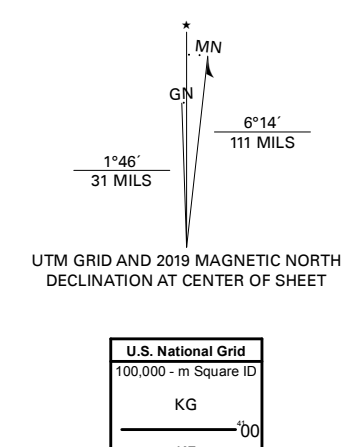 ★
MN
GN
6°14´
111 MILS
1°46´
31 MILS
UTM GRID AND 2019 MAGNETIC NORTH
DECLINATION AT CENTER OF SHEET
U.S. National Grid
100,000 - m Square ID
KG
⁴¹00